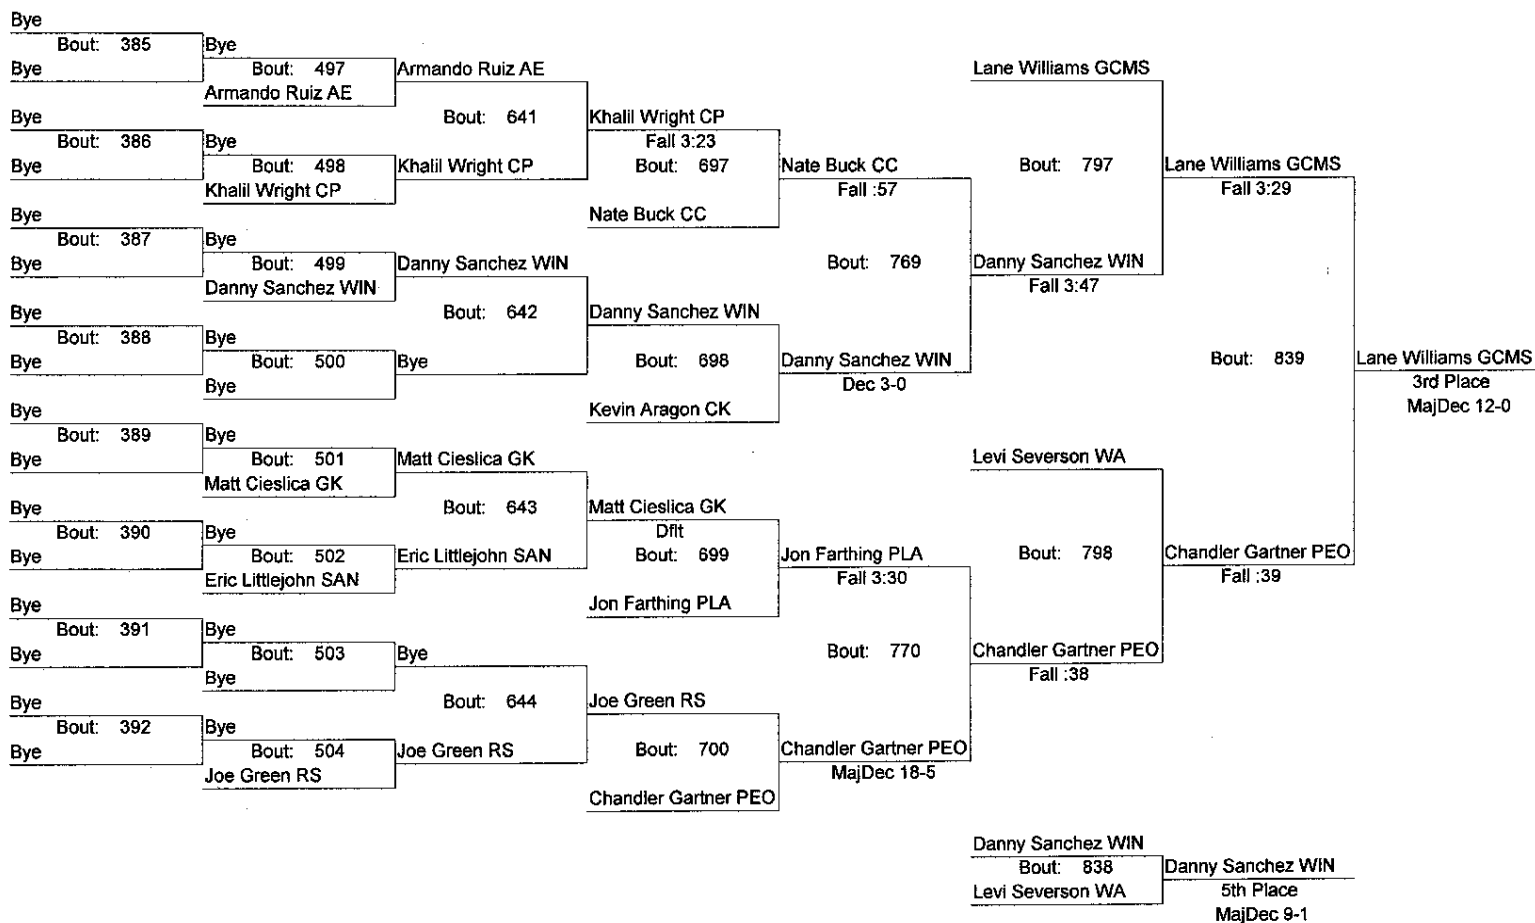 Bye
Bout: 385
Bye
Bye
Bout: 386
Bye
Bye
Bout: 387
Bye
Bye
Bout: 388
Bye
Bye
Bout: 389
Bye
Bye
Bout: 390
Bye
Bye
Bout: 391
Bye
Bye
Bout: 392
Bye
Bye
Bout: 497
Armando Ruiz AE
Bye
Bout: 498
Khalil Wright CP
Bye
Bout: 499
Danny Sanchez WIN
Bye
Bout: 500
Bye
Bye
Bout: 501
Matt Cieslica GK
Bye
Bout: 502
Eric Littlejohn SAN
Bye
Bout: 503
Bye
Bye
Bout: 504
Joe Green RS
Armando Ruiz AE
Bout: 641
Khalil Wright CP
Danny Sanchez WIN
Bout: 642
Bye
Matt Cieslica GK
Bout: 643
Eric Littlejohn SAN
Bye
Bout: 644
Joe Green RS
Khalil Wright CP
Fall 3:23
Bout: 697
Nate Buck CC
Danny Sanchez WIN
Bout: 698
Kevin Aragon CK
Matt Cieslica GK
Dflt
Bout: 699
Jon Farthing PLA
Joe Green RS
Bout: 700
Chandler Gartner PEO
Nate Buck CC
Fall :57
Bout: 769
Danny Sanchez WIN
Dec 3-0
Jon Farthing PLA
Fall 3:30
Bout: 770
Chandler Gartner PEO
MajDec 18-5
Lane Williams GCMS
Bout: 797
Danny Sanchez WIN
Fall 3:47
Levi Severson WA
Bout: 798
Chandler Gartner PEO
Fall :38
Lane Williams GCMS
Fall 3:29
Bout: 839
Chandler Gartner PEO
Fall :39
Lane Williams GCMS
3rd Place
MajDec 12-0
Danny Sanchez WIN
Bout: 838
Levi Severson WA
Danny Sanchez WIN
5th Place
MajDec 9-1